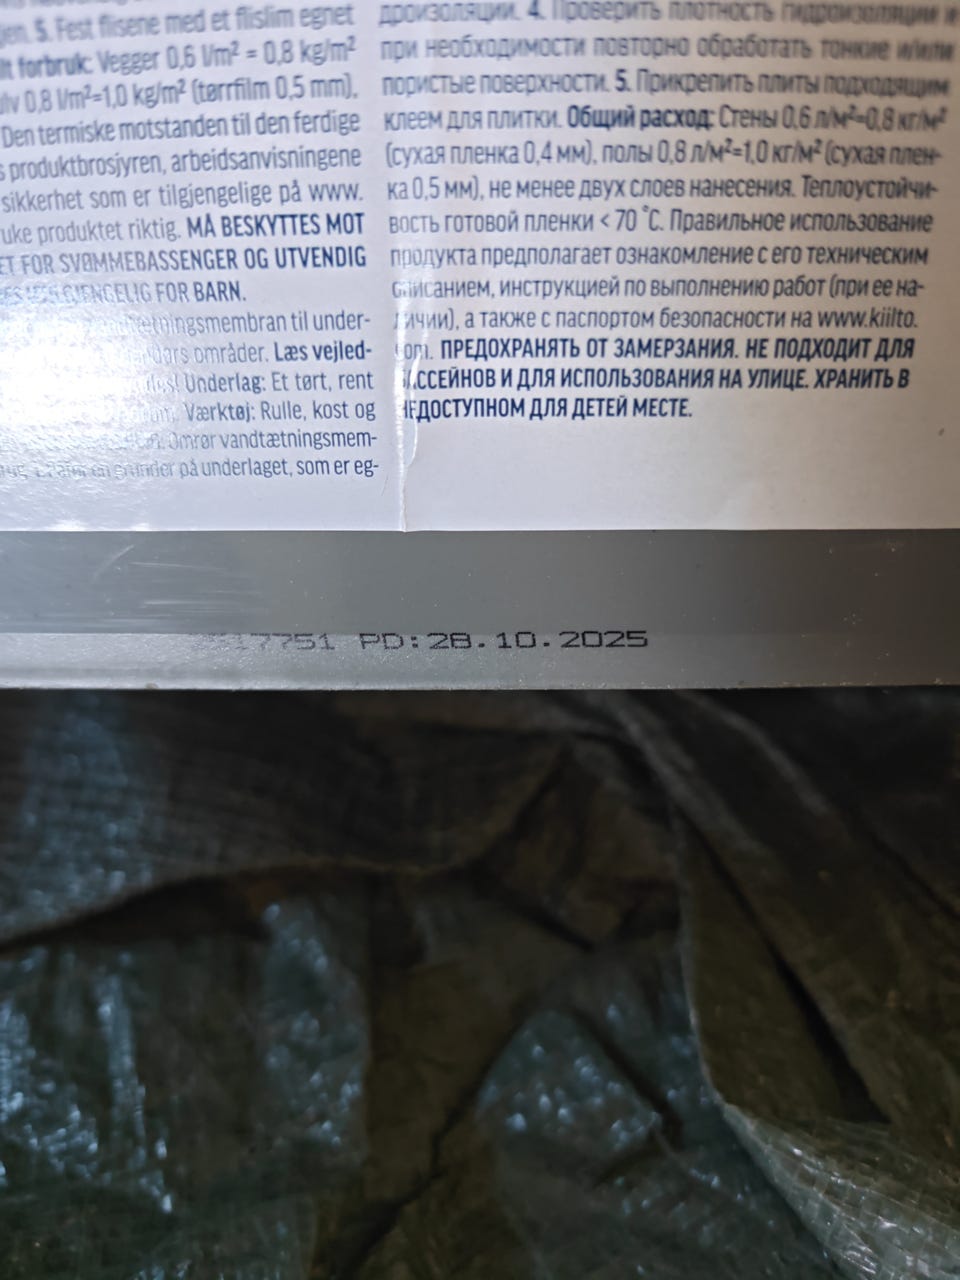 5. Fest flisene med et flislim egnet
forbruk: Vegger 0,6 l/m² = 0,8 kg/m²
0,8 l/m²=1,0 kg/m² (tørrfilm 0,5 mm),
Den termiske motstanden til den ferdige
produktbrosjyren, arbeidsanvisningene
sikkerhet som er tilgjengelige på www.
produktet riktig. MÅ BESKYTTES MOT
FOR SVØMMEBASSENGER OG UTVENDIG
FOR BARN.
til under-
områder. Læs vejled-
Underlag: Et tørt, rent
Værktøj: Rulle, kost og
Omrør vandtætningsmem-
på underlaget, som er eg-
дроизоляции. 4. Проверить плотность гидроизоляции и
при необходимости повторно обработать тонкие и/или
пористые поверхности. 5. Прикрепить плиты подходящим
клеем для плитки. Общий расход: Стены 0,6 л/м²=0,8 кг/м²
(сухая пленка 0,4 мм), полы 0,8 л/м²=1,0 кг/м² (сухая плен-
ка 0,5 мм), не менее двух слоев нанесения. Теплоустойчи-
вость готовой пленки < 70 ˚C. Правильное использование
продукта предполагает ознакомление с его техническим
описанием, инструкцией по выполнению работ (при ее на-
личии), а также с паспортом безопасности на www.kiilto.
com. ПРЕДОХРАНЯТЬ ОТ ЗАМЕРЗАНИЯ. НЕ ПОДХОДИТ ДЛЯ
БАССЕЙНОВ И ДЛЯ ИСПОЛЬЗОВАНИЯ НА УЛИЦЕ. ХРАНИТЬ В
НЕДОСТУПНОМ ДЛЯ ДЕТЕЙ МЕСТЕ.
PD:28.10.2025